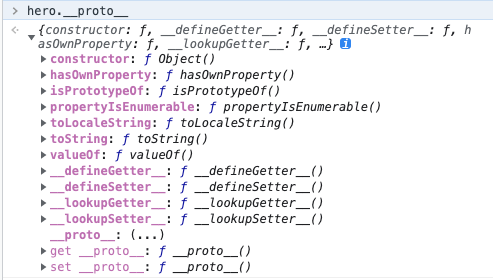 > hero.__proto__
{constructor: ƒ, __defineGetter__: ƒ, __defineSetter__: ƒ, h
asOwnProperty: ƒ, __lookupGetter__: ƒ, …} i
constructor: ƒ Object()
hasOwnProperty: ƒ hasOwnProperty()
isPrototypeOf: ƒ isPrototypeOf()
propertyIsEnumerable: ƒ propertyIsEnumerable()
toLocaleString: ƒ toLocaleString()
toString: ƒ toString()
valueOf: ƒ valueOf()
__defineGetter__: ƒ __defineGetter__()
__defineSetter__: ƒ __defineSetter__()
__lookupGetter__: ƒ __lookupGetter__()
__lookupSetter__: ƒ __lookupSetter__()
__proto__: (...)
get __proto__: ƒ __proto__()
set __proto__: ƒ __proto__()